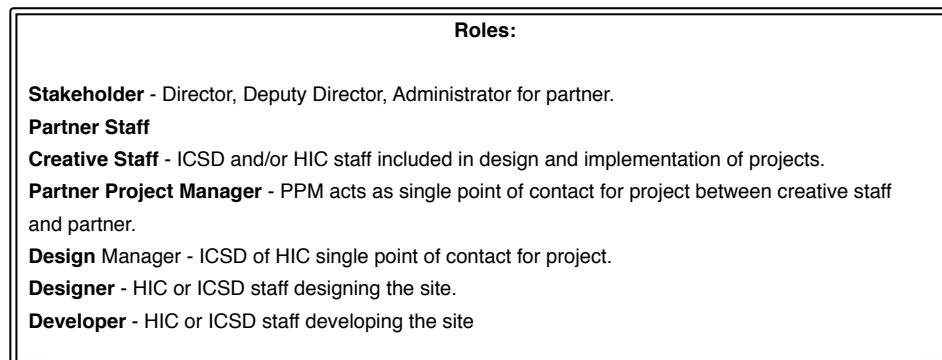 Roles:
Stakeholder - Director, Deputy Director, Administrator for partner.
Partner Staff
Creative Staff - ICSD and/or HIC staff included in design and implementation of projects.
Partner Project Manager - PPM acts as single point of contact for project between creative staff
and partner.
Design Manager - ICSD of HIC single point of contact for project.
Designer - HIC or ICSD staff designing the site.
Developer - HIC or ICSD staff developing the site